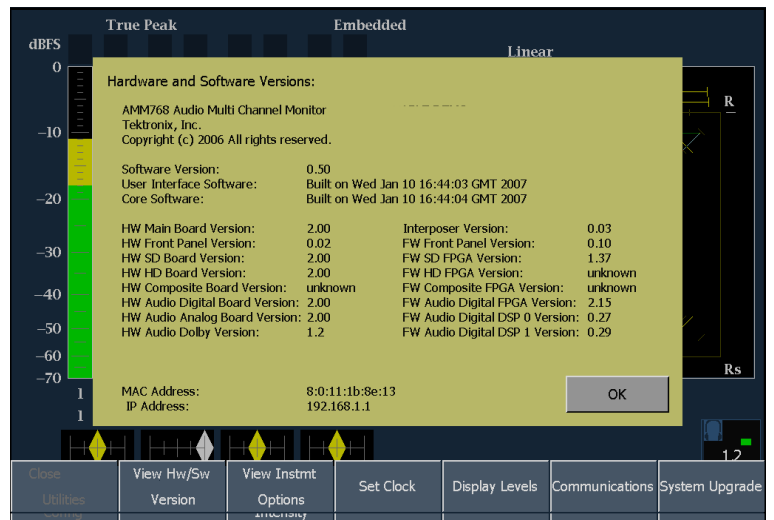 True Peak Embedded
dBFS
Linear
0
Hardware and Software Versions:
R
AMM768 Audio Multi Channel Monitor
Tektronix, Inc.
Copyright (c) 2006 All rights reserved.
-10
Software Version: 0.50
User Interface Software: Built on Wed Jan 10 16:44:03 GMT 2007
Core Software: Built on Wed Jan 10 16:44:04 GMT 2007
-20
HW Main Board Version: 2.00 Interposer Version: 0.03
HW Front Panel Version: 0.02 FW Front Panel Version: 0.10
-30
HW SD Board Version: 2.00 FW SD FPGA Version: 1.37
HW HD Board Version: 2.00 FW HD FPGA Version: unknown
HW Composite Board Version: unknown FW Composite FPGA Version: unknown
-40
HW Audio Digital Board Version: 2.00 FW Audio Digital FPGA Version: 2.15
HW Audio Analog Board Version: 2.00 FW Audio Digital DSP 0 Version: 0.27
-50
HW Audio Dolby Version: 1.2 FW Audio Digital DSP 1 Version: 0.29
-60
-70
Rs
1
MAC Address: 8:0:11:1b:8e:13
OK
IP Address: 192.168.1.1
1
1.2
Close
Utilities
Config
View Hw/Sw
Version
View Instmt
Options
Intensity
Set Clock
Display Levels
Communications
System Upgrade